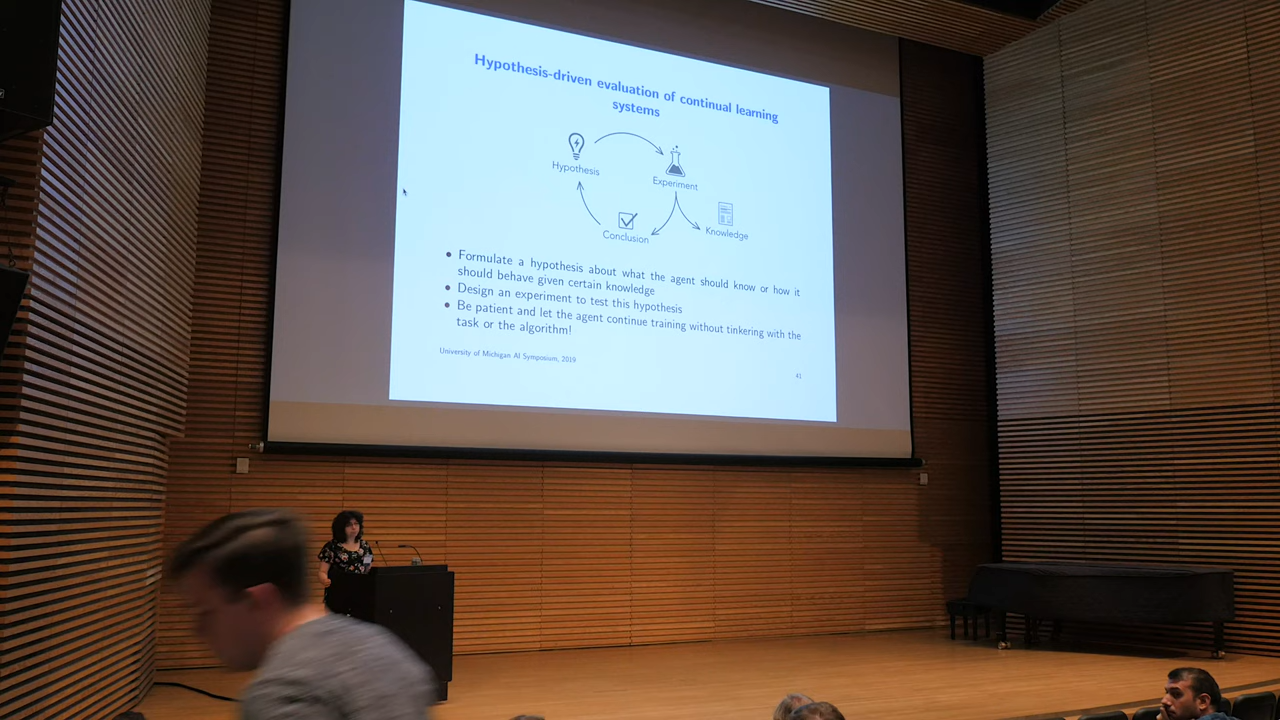 Hypothesis-driven evaluation of continual learning
systems
Hypothesis
Experiment
Conclusion
Knowledge
• Formulate a hypothesis about what the agent should know or how it
should behave given certain knowledge
• Design an experiment to test this hypothesis
• Be patient and let the agent continue training without tinkering with the
task or the algorithm!
University of Michigan AI Symposium, 2019
41